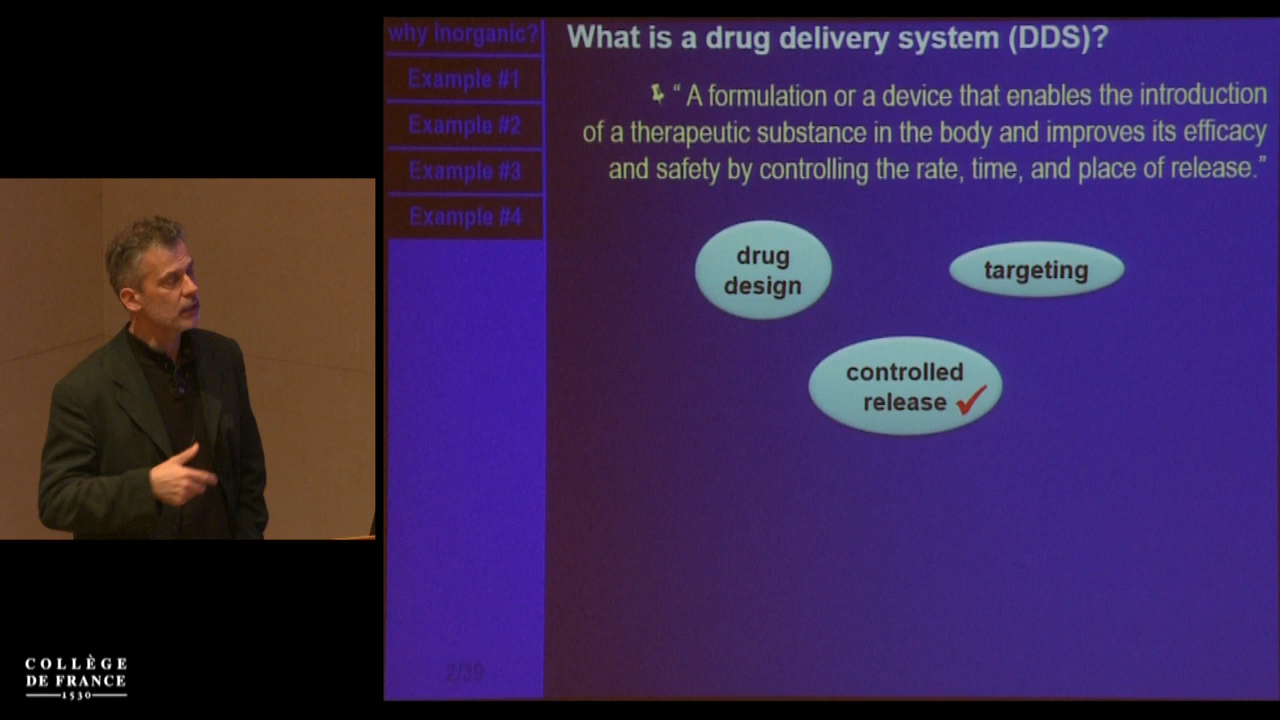 why inorganic?
Example #1
Example #2
Example #3
Example #4
What is a drug delivery system (DDS)?
“ A formulation or a device that enables the introduction
of a therapeutic substance in the body and improves its efficacy
and safety by controlling the rate, time, and place of release.”
drug
design
targeting
controlled
release
2/39
COLLÈGE
DE FRANCE
1530